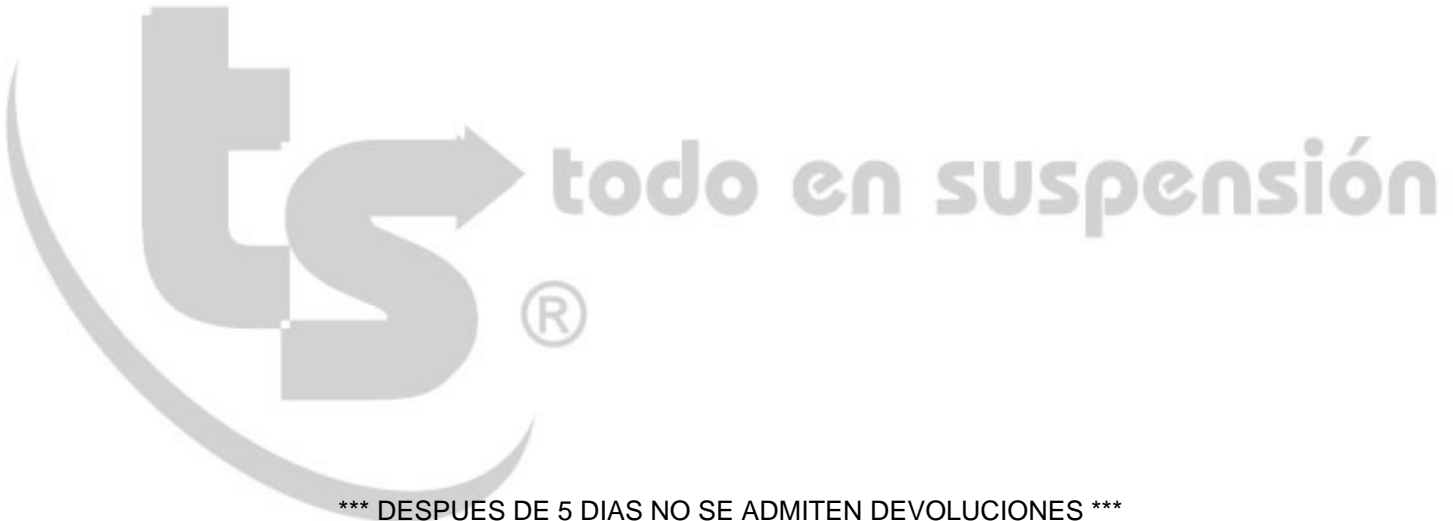 ts todo en suspensión
®
*** DESPUES DE 5 DIAS NO SE ADMITEN DEVOLUCIONES ***